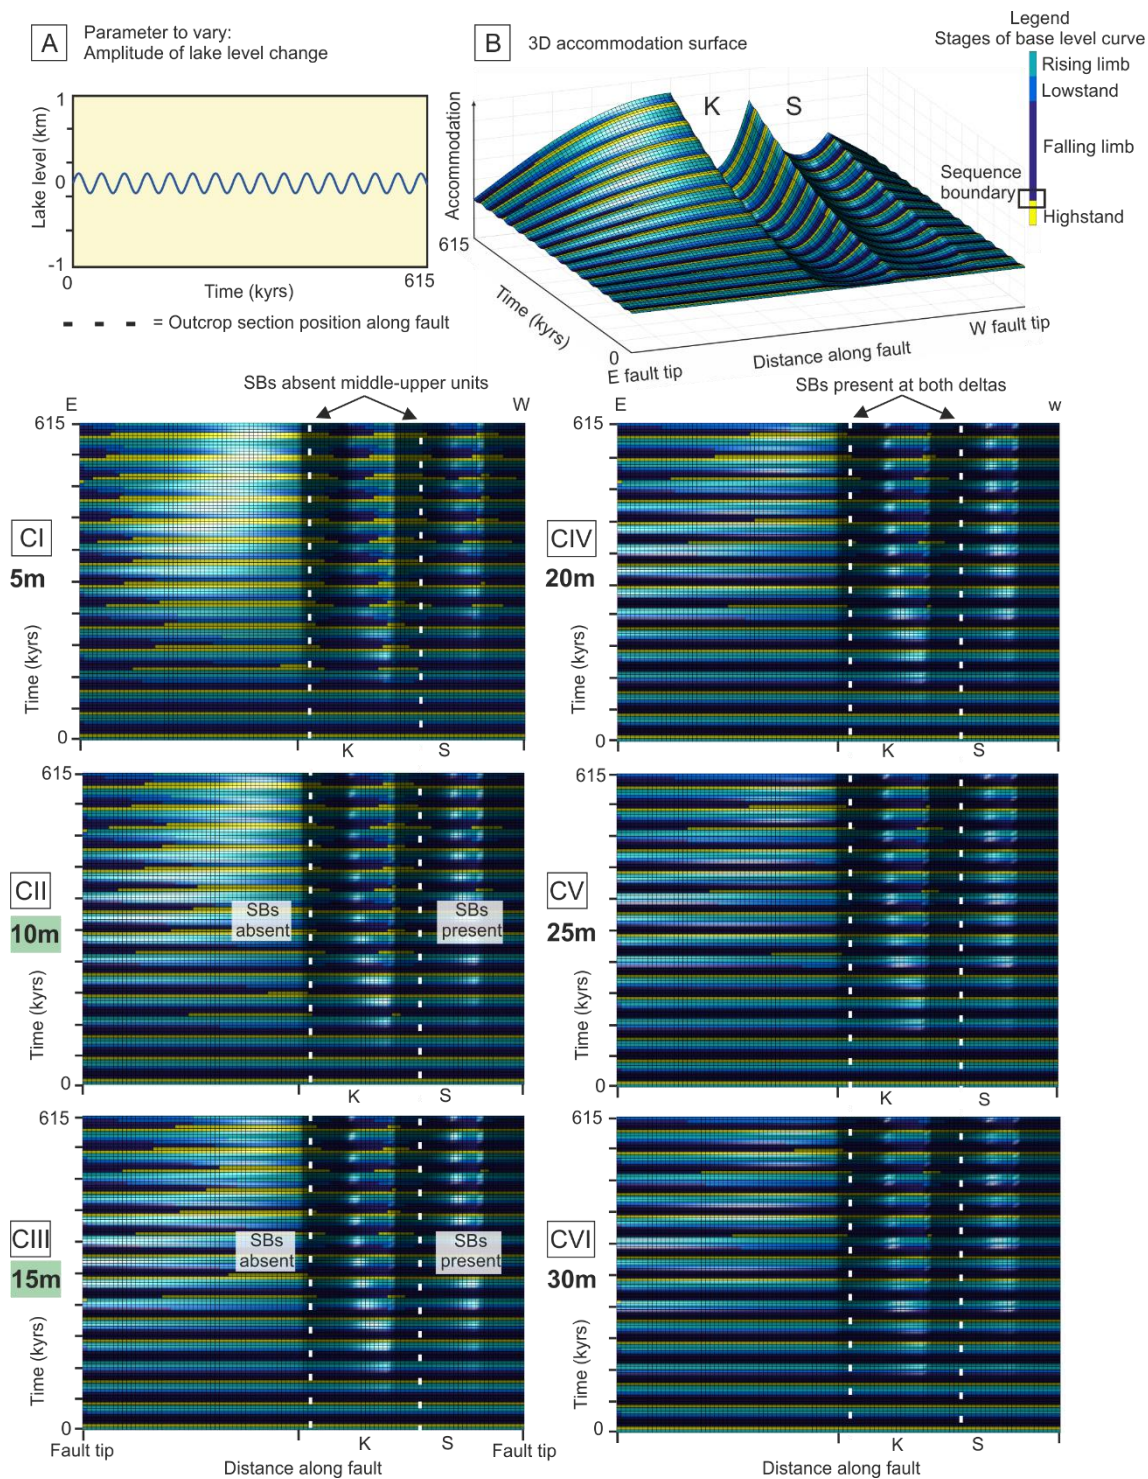 A
Parameter to vary:
Amplitude of lake level change
1
0
-1
Lake level (km)
0
615
Time (kyrs)
= Outcrop section position along fault
B
3D accommodation surface
K
S
Accommodation
615
Time (kyrs)
0
E fault tip
Distance along fault
W fault tip
Legend
Stages of base level curve
Rising limb
Lowstand
Falling limb
Sequence
boundary
Highstand
SBs absent middle-upper units
E
W
615
CI
5m
Time (kyrs)
0
K
S
SBs present at both deltas
E
w
615
CIV
20m
Time (kyrs)
0
K
S
615
CII
10m
SBs
absent
SBs
present
Time (kyrs)
0
K
S
615
CV
25m
Time (kyrs)
0
K
S
615
CIII
15m
SBs
absent
SBs
present
Time (kyrs)
0
Fault tip
K
S
Fault tip
Distance along fault
615
CVI
30m
Time (kyrs)
0
K
S
Distance along fault